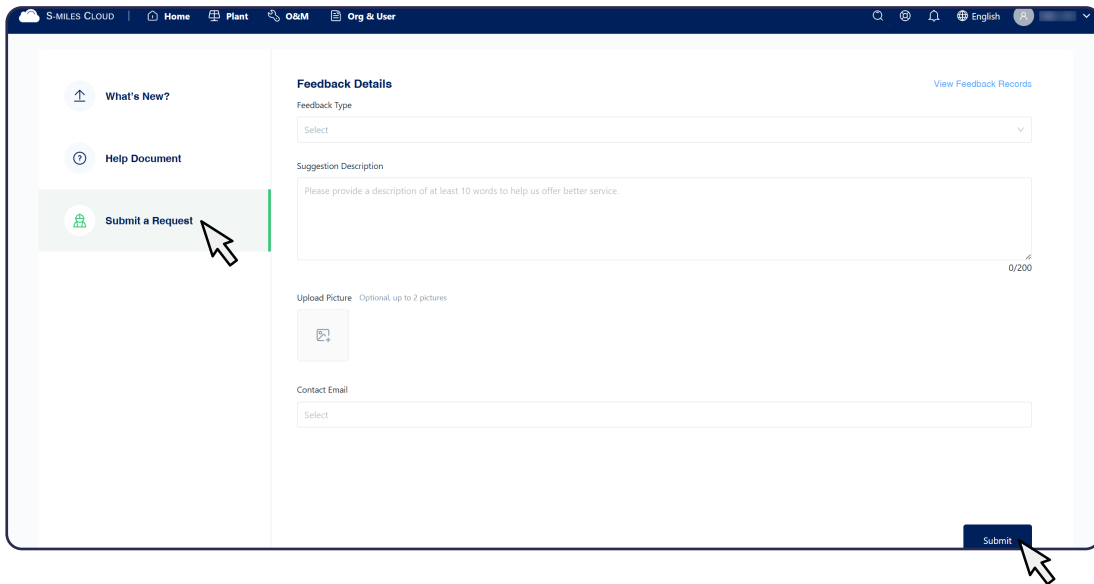 S-MILES CLOUD | Home Plant O&M Org & User English A
What's New?
Help Document
Submit a Request
Feedback Details View Feedback Records
Feedback Type
Select
Suggestion Description
Please provide a description of at least 10 words to help us offer better service.
0/200
Upload Picture Optional, up to 2 pictures
Contact Email
Select
Submit